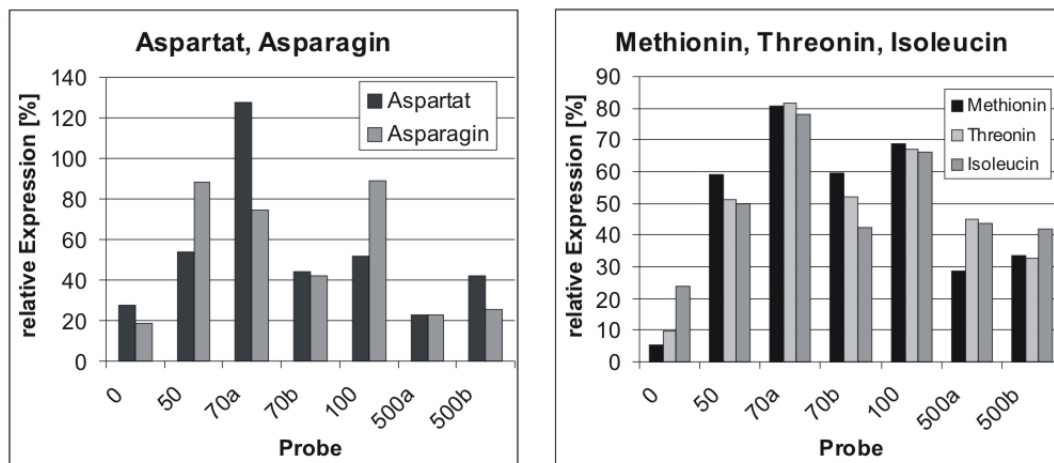 Aspartat, Asparagin
relative Expression [%]
140
120
100
80
60
40
20
0
Aspartat
Asparagin
0
50
70a
70b
100
500a
500b
Probe
Methionin, Threonin, Isoleucin
relative Expression [%]
90
80
70
60
50
40
30
20
10
0
Methionin
Threonin
Isoleucin
0
50
70a
70b
100
500a
500b
Probe